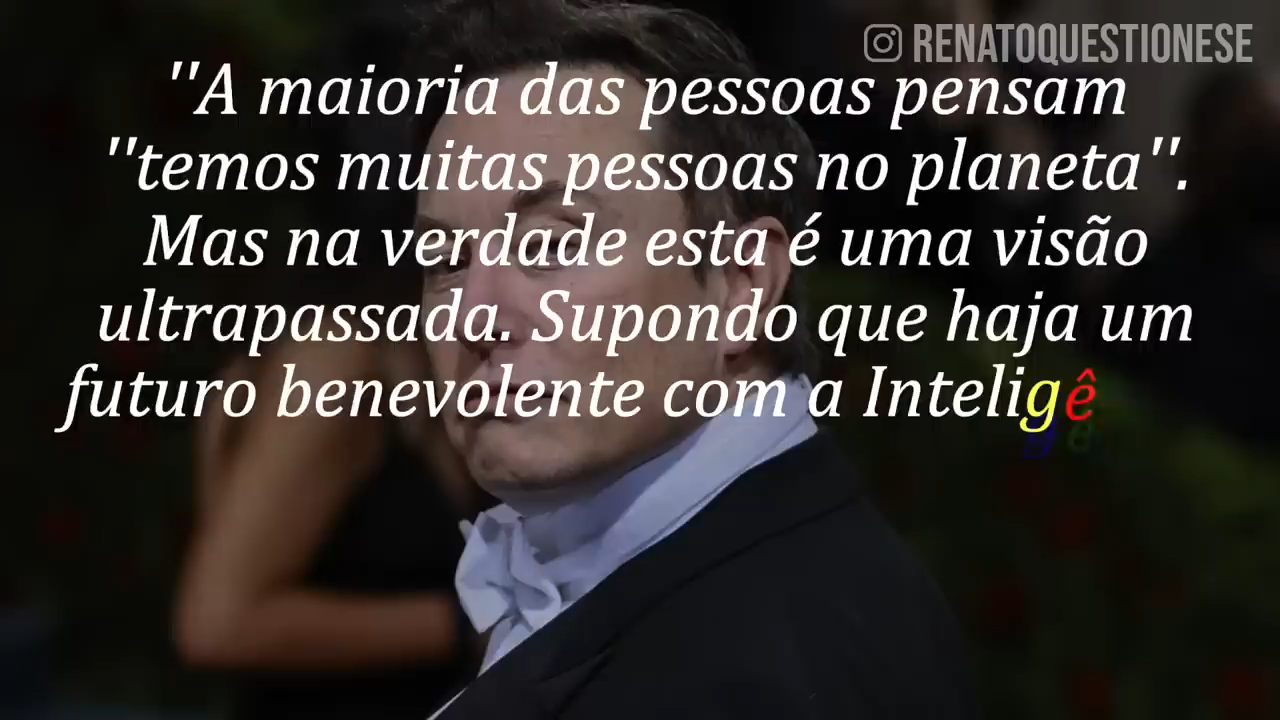 RENATOQUESTIONESE
"A maioria das pessoas pensam
"temos muitas pessoas no planeta".
Mas na verdade esta é uma visão
ultrapassada. Supondo que haja um
futuro benevolente com a Inteligê